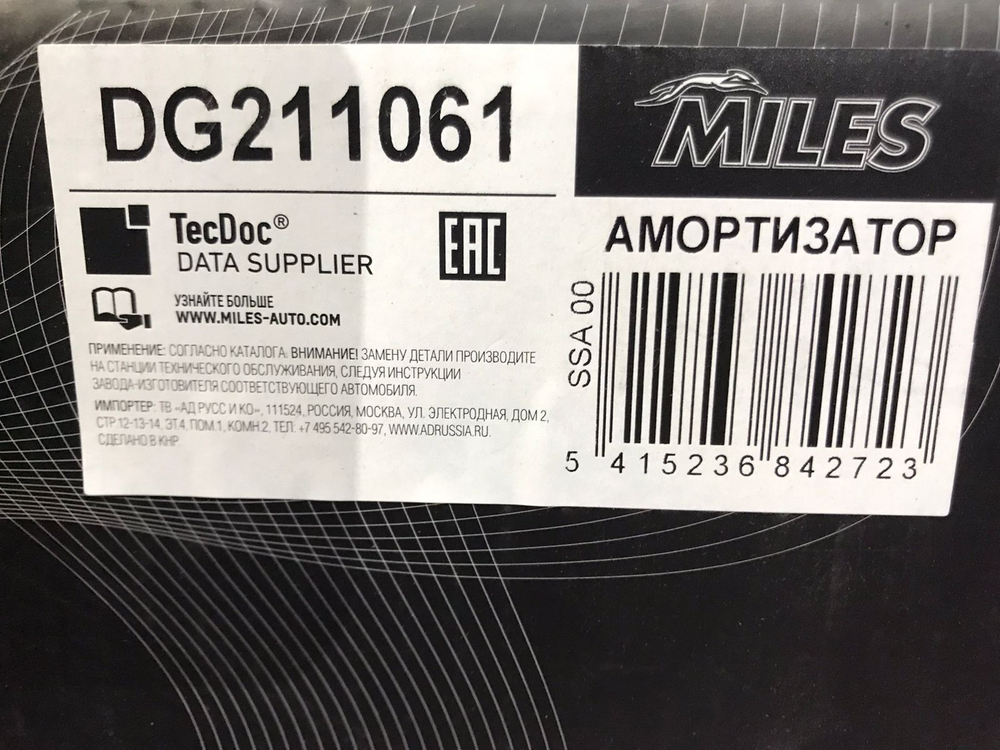 DG211061
MILES
TecDoc®
DATA SUPPLIER
EAC
УЗНАЙТЕ БОЛЬШЕ
WWW.MILES-AUTO.COM
ПРИМЕНЕНИЕ: СОГЛАСНО КАТАЛОГА. ВНИМАНИЕ! ЗАМЕНУ ДЕТАЛИ ПРОИЗВОДИТЕ
НА СТАНЦИИ ТЕХНИЧЕСКОГО ОБСЛУЖИВАНИЯ, СЛЕДУЯ ИНСТРУКЦИИ
ЗАВОДА-ИЗГОТОВИТЕЛЯ СООТВЕТСТВУЮЩЕГО АВТОМОБИЛЯ.
ИМПОРТЕР: ТВ «АД РУСС И КО», 111524, РОССИЯ, МОСКВА, УЛ. ЭЛЕКТРОДНАЯ, ДОМ 2,
СТР.12-13-14, ЭТ.4, ПОМ.1, КОМН.2, ТЕЛ: +7 495 542-80-97, WWW.ADRUSSIA.RU.
СДЕЛАНО В КНР
АМОРТИЗАТОР
SSA 00
5 415236 842723